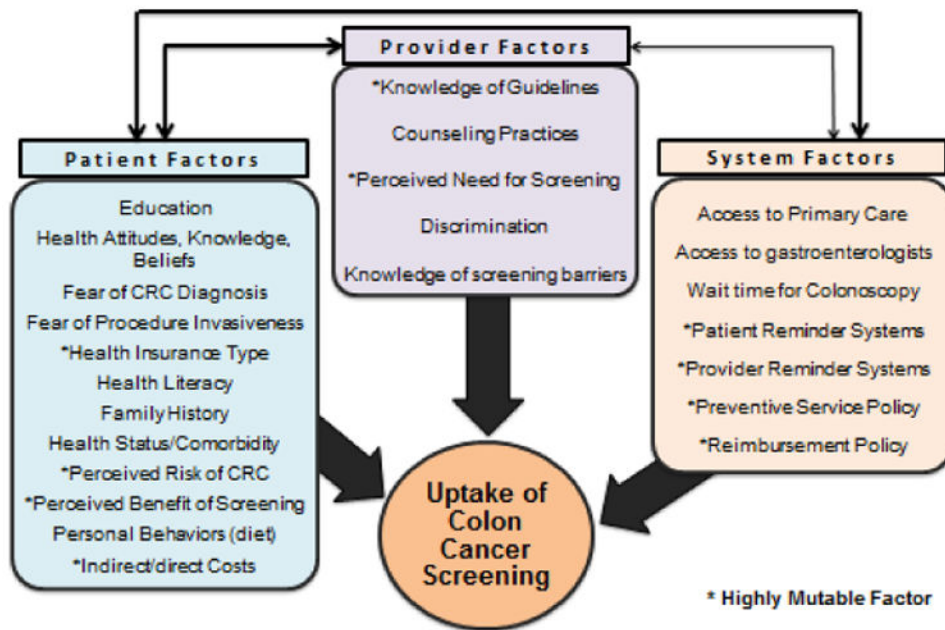 Provider Factors
*Knowledge of Guidelines
Counseling Practices
*Perceived Need for Screening
Discrimination
Knowledge of screening barriers
Patient Factors
Education
Health Attitudes, Knowledge,
Beliefs
Fear of CRC Diagnosis
Fear of Procedure Invasiveness
*Health Insurance Type
Health Literacy
Family History
Health Status/Comorbidity
*Perceived Risk of CRC
*Perceived Benefit of Screening
Personal Behaviors (diet)
*Indirect/direct Costs
System Factors
Access to Primary Care
Access to gastroenterologists
Wait time for Colonoscopy
*Patient Reminder Systems
*Provider Reminder Systems
*Preventive Service Policy
*Reimbursement Policy
Uptake of
Colon
Cancer
Screening
* Highly Mutable Factor